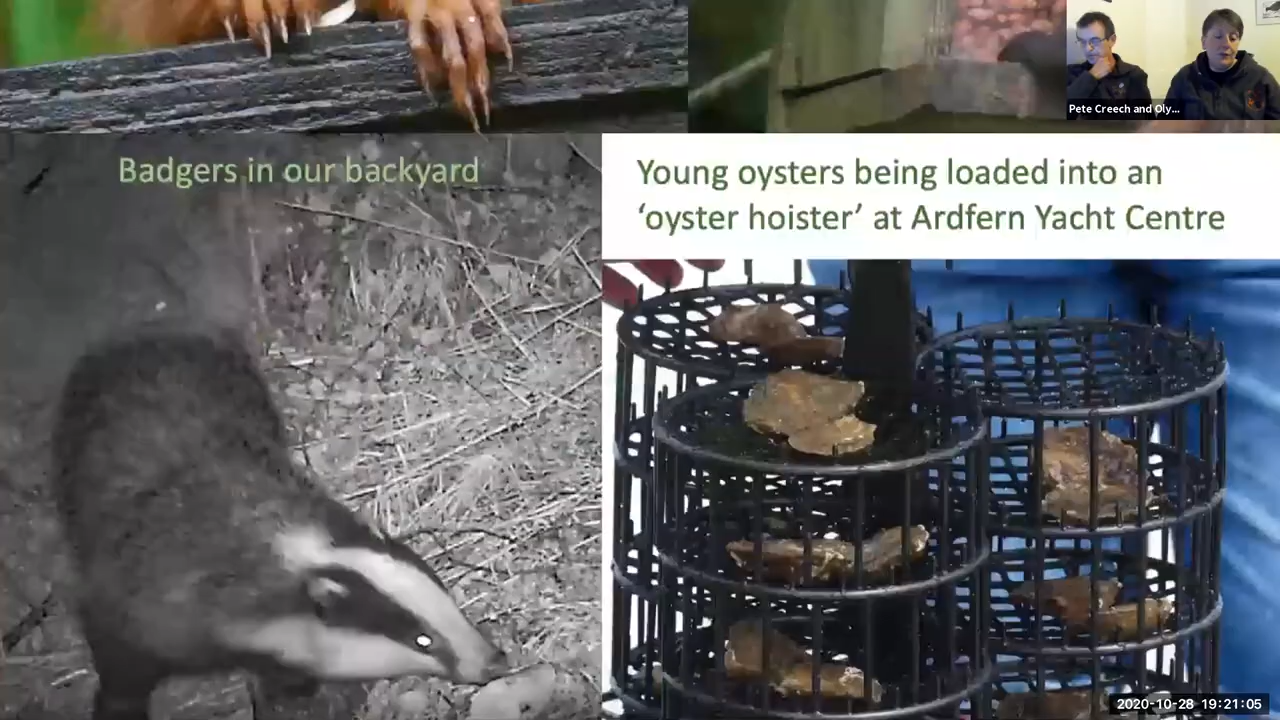 Pete Creech and Oly...
Badgers in our backyard
Young oysters being loaded into an
‘oyster hoister’ at Ardfern Yacht Centre
2020-10-28 19:21:05